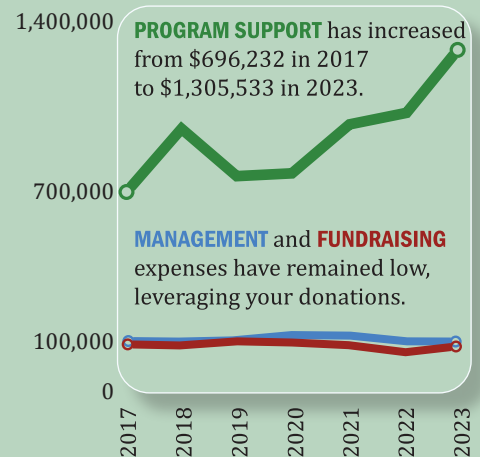 1,400,000
PROGRAM SUPPORT has increased
from $696,232 in 2017
to $1,305,533 in 2023.
700,000
MANAGEMENT and FUNDRAISING
expenses have remained low,
leveraging your donations.
100,000
0
2017
2018
2019
2020
2021
2022
2023